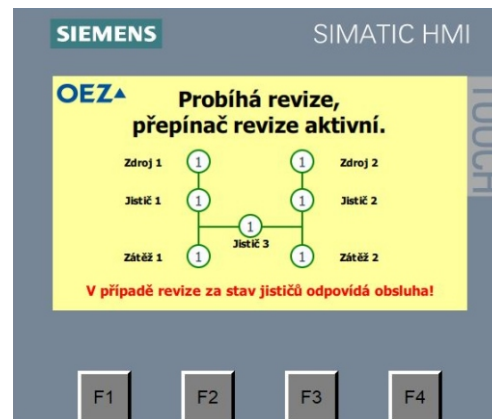 SIEMENS
SIMATIC HMI
TOUCH
OEZ
Probíhá revize,
přepínač revize aktivní.
Zdroj 1
1
1
Zdroj 2
Jistič 1
1
1
Jistič 2
1
Jistič 3
Zátěž 1
1
1
Zátěž 2
V případě revize za stav jističů odpovídá obsluha!
F1
F2
F3
F4